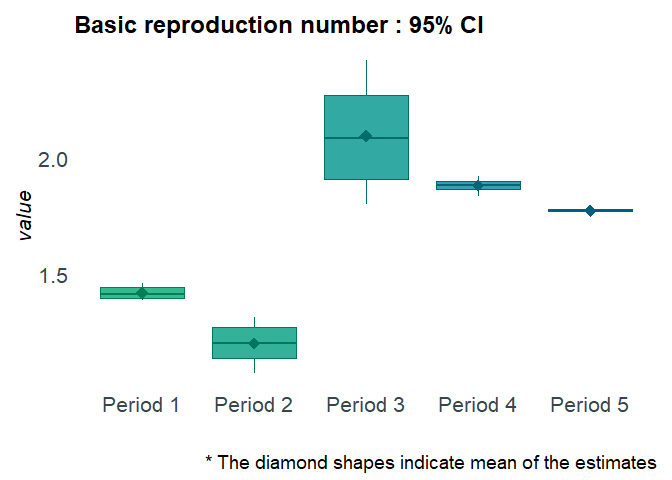 Basic reproduction number : 95% CI
2.0
value
1.5
Period 1 Period 2 Period 3 Period 4 Period 5
* The diamond shapes indicate mean of the estimates